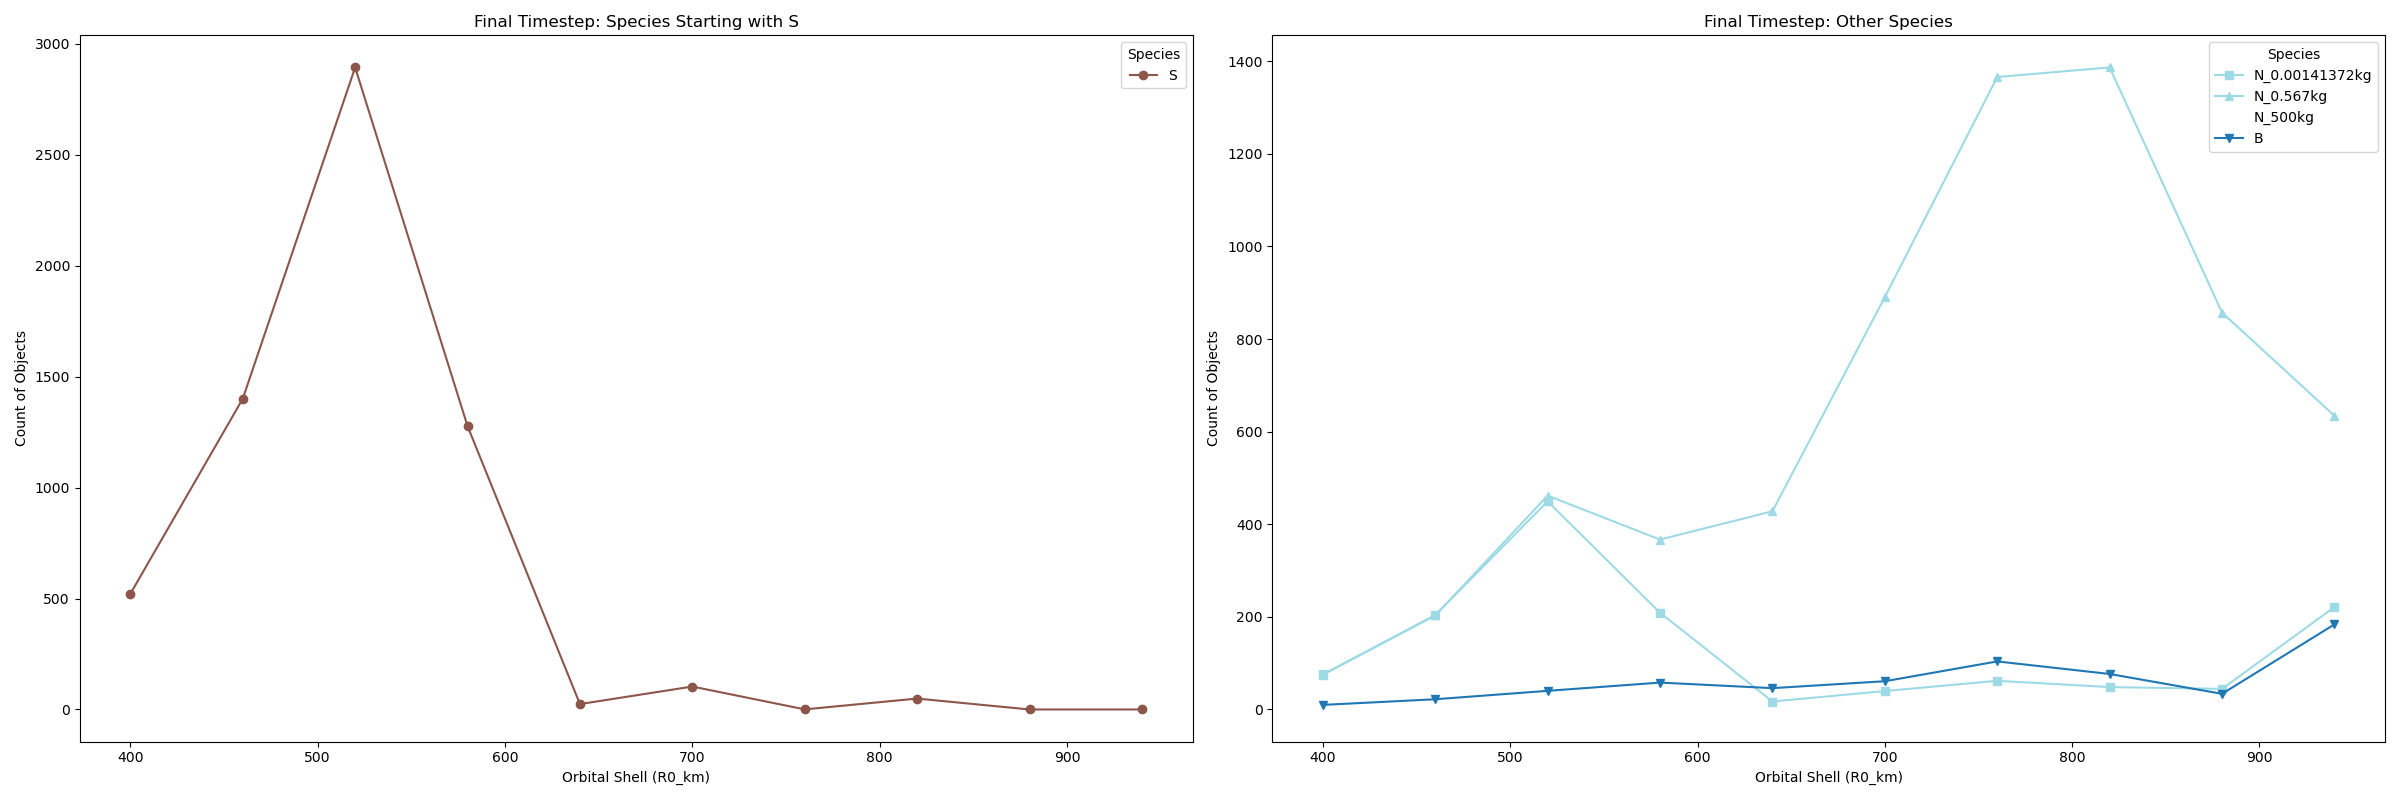 Final Timestep: Species Starting with S
3000
2500
2000
1500
1000
500
0
Count of Objects
400 500 600 700 800 900
Orbital Shell (R0_km)
Species
S
Final Timestep: Other Species
1400
1200
1000
800
600
400
200
0
Count of Objects
400 500 600 700 800 900
Orbital Shell (R0_km)
Species
N_0.00141372kg
N_0.567kg
N_500kg
B